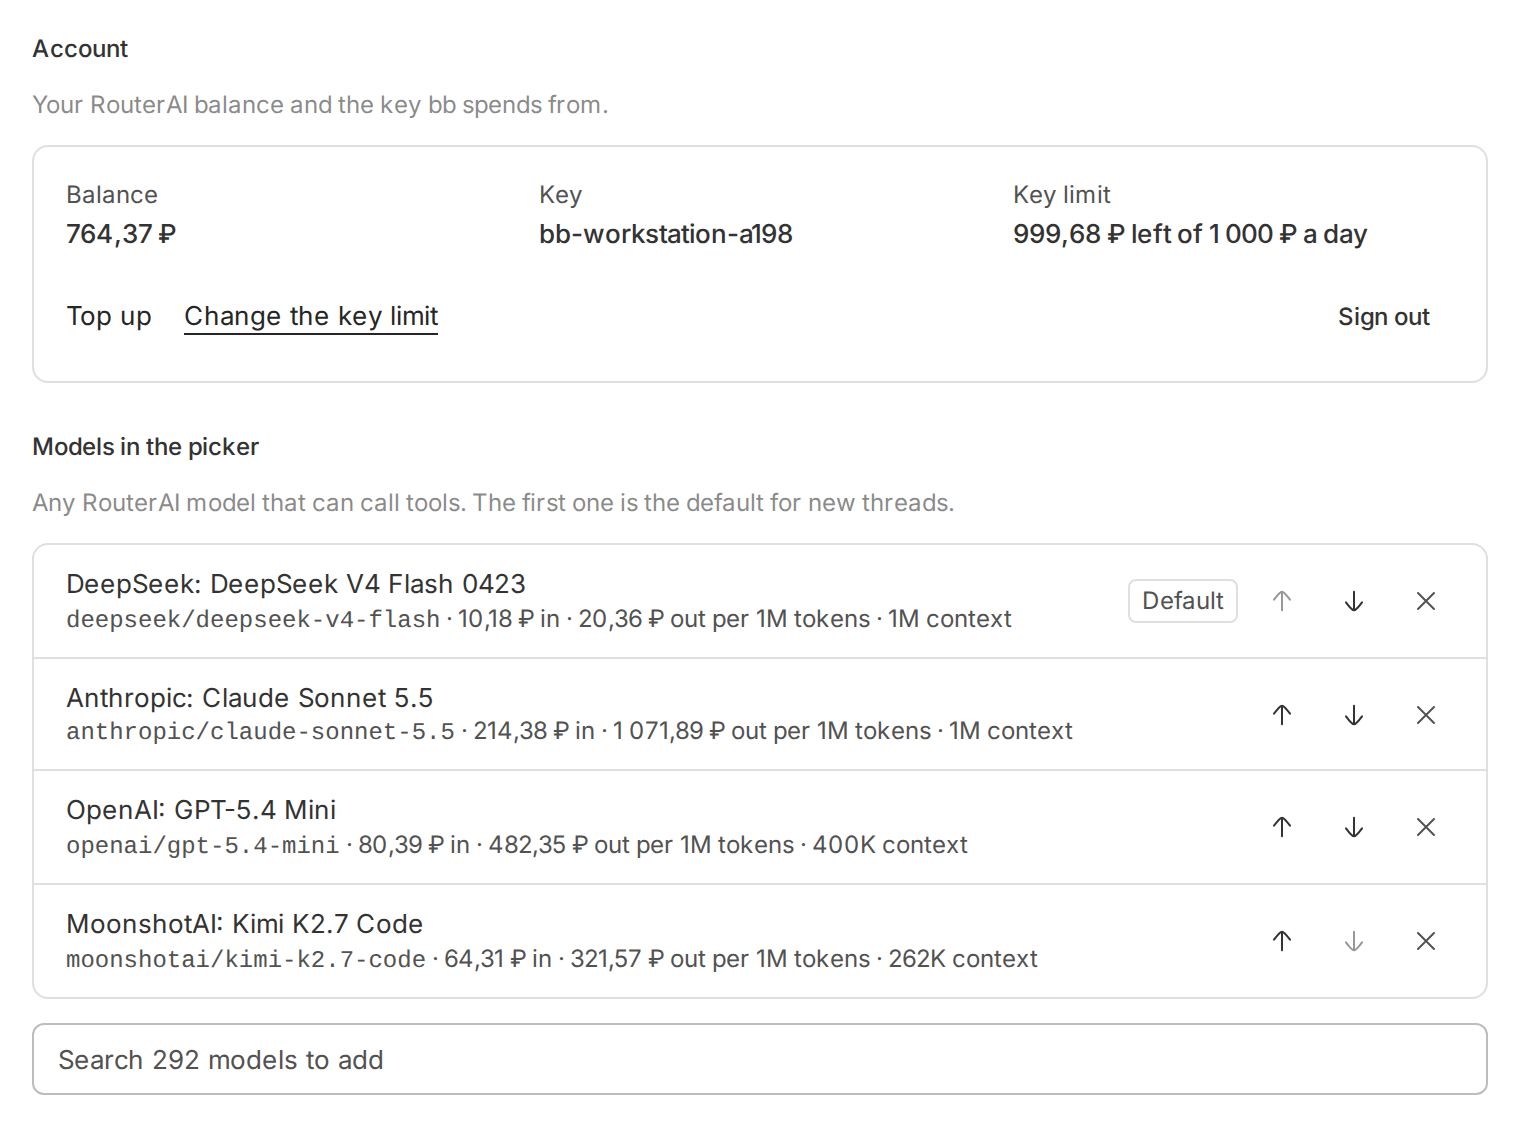 Account
Your RouterAI balance and the key bb spends from.
Balance
764,37 ₽
Key
bb-workstation-a198
Key limit
999,68 ₽ left of 1 000 ₽ a day
Top up
Change the key limit
Sign out
Models in the picker
Any RouterAI model that can call tools. The first one is the default for new threads.
DeepSeek: DeepSeek V4 Flash 0423
deepseek/deepseek-v4-flash · 10,18 ₽ in · 20,36 ₽ out per 1M tokens · 1M context
Default
Anthropic: Claude Sonnet 5.5
anthropic/claude-sonnet-5.5 · 214,38 ₽ in · 1 071,89 ₽ out per 1M tokens · 1M context
OpenAI: GPT-5.4 Mini
openai/gpt-5.4-mini · 80,39 ₽ in · 482,35 ₽ out per 1M tokens · 400K context
MoonshotAI: Kimi K2.7 Code
moonshotai/kimi-k2.7-code · 64,31 ₽ in · 321,57 ₽ out per 1M tokens · 262K context
Search 292 models to add